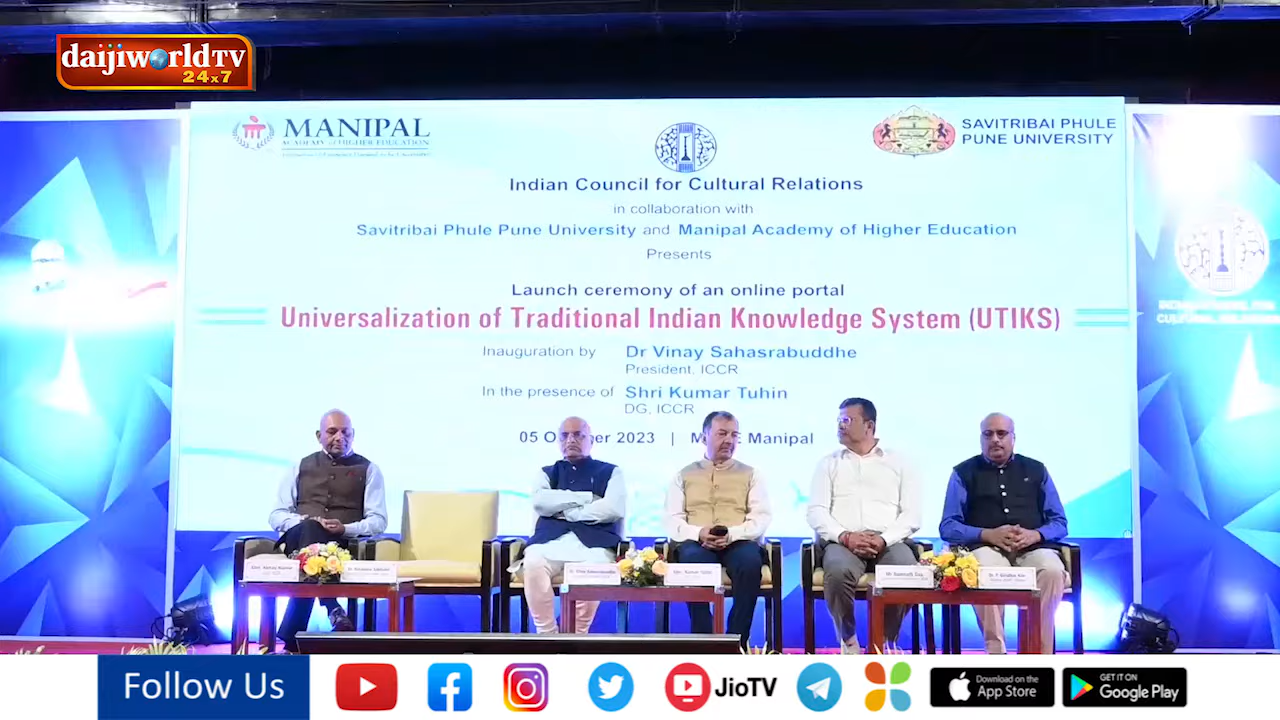 daijiworldTV
24x7
MANIPAL
ACADEMY of HIGHER EDUCATION
SAVITRIBAI PHULE
PUNE UNIVERSITY
Indian Council for Cultural Relations
in collaboration with
Savitribai Phule Pune University and Manipal Academy of Higher Education
Presents
Launch ceremony of an online portal
Universalization of Traditional Indian Knowledge System (UTIKS)
Inauguration by Dr Vinay Sahasrabuddhe
President, ICCR
In the presence of Shri Kumar Tuhin
DG, ICCR
05 2023 | Manipal
CULTURAL
Follow Us
JioTV
Download on the
App Store
GET IT ON
Google Play